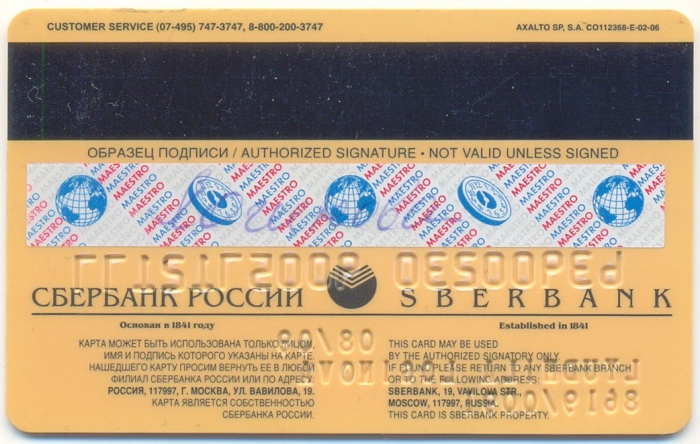 CUSTOMER SERVICE (07-495) 747-3747, 8-800-200-3747
AXALTO SP, S.A. CO112368-E-02-06
ОБРАЗЕЦ ПОДПИСИ / AUTHORIZED SIGNATURE • NOT VALID UNLESS SIGNED
MAESTRO
СБЕРБАНК РОССИИ
SBERBANK
Основан в 1841 году
Established in 1841
КАРТА МОЖЕТ БЫТЬ ИСПОЛЬЗОВАНА ТОЛЬКО ЛИЦОМ,
ИМЯ И ПОДПИСЬ КОТОРОГО УКАЗАНЫ НА КАРТЕ.
НАШЕДШЕГО КАРТУ ПРОСИМ ВЕРНУТЬ ЕЕ В ЛЮБОЙ
ФИЛИАЛ СБЕРБАНКА РОССИИ ИЛИ ПО АДРЕСУ:
РОССИЯ, 117997, Г. МОСКВА, УЛ. ВАВИЛОВА, 19.
КАРТА ЯВЛЯЕТСЯ СОБСТВЕННОСТЬЮ
СБЕРБАНКА РОССИИ.
THIS CARD MAY BE USED
BY THE AUTHORIZED SIGNATORY ONLY.
IF FOUND PLEASE RETURN TO ANY SBERBANK BRANCH
OR TO THE FOLLOWING ADDRESS:
SBERBANK, 19, VAVILOVA STR.,
MOSCOW, 117997, RUSSIA.
THIS CARD IS SBERBANK PROPERTY.